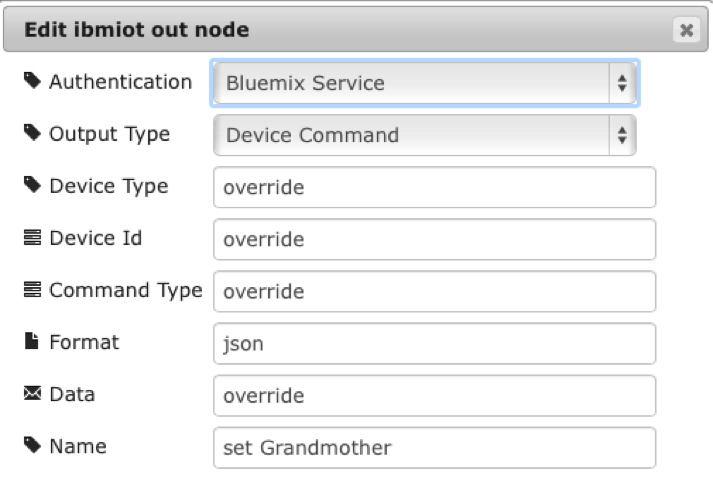 Edit ibmiot out node
Authentication Bluemix Service
Output Type Device Command
Device Type override
Device Id override
Command Type override
Format json
Data override
Name set Grandmother